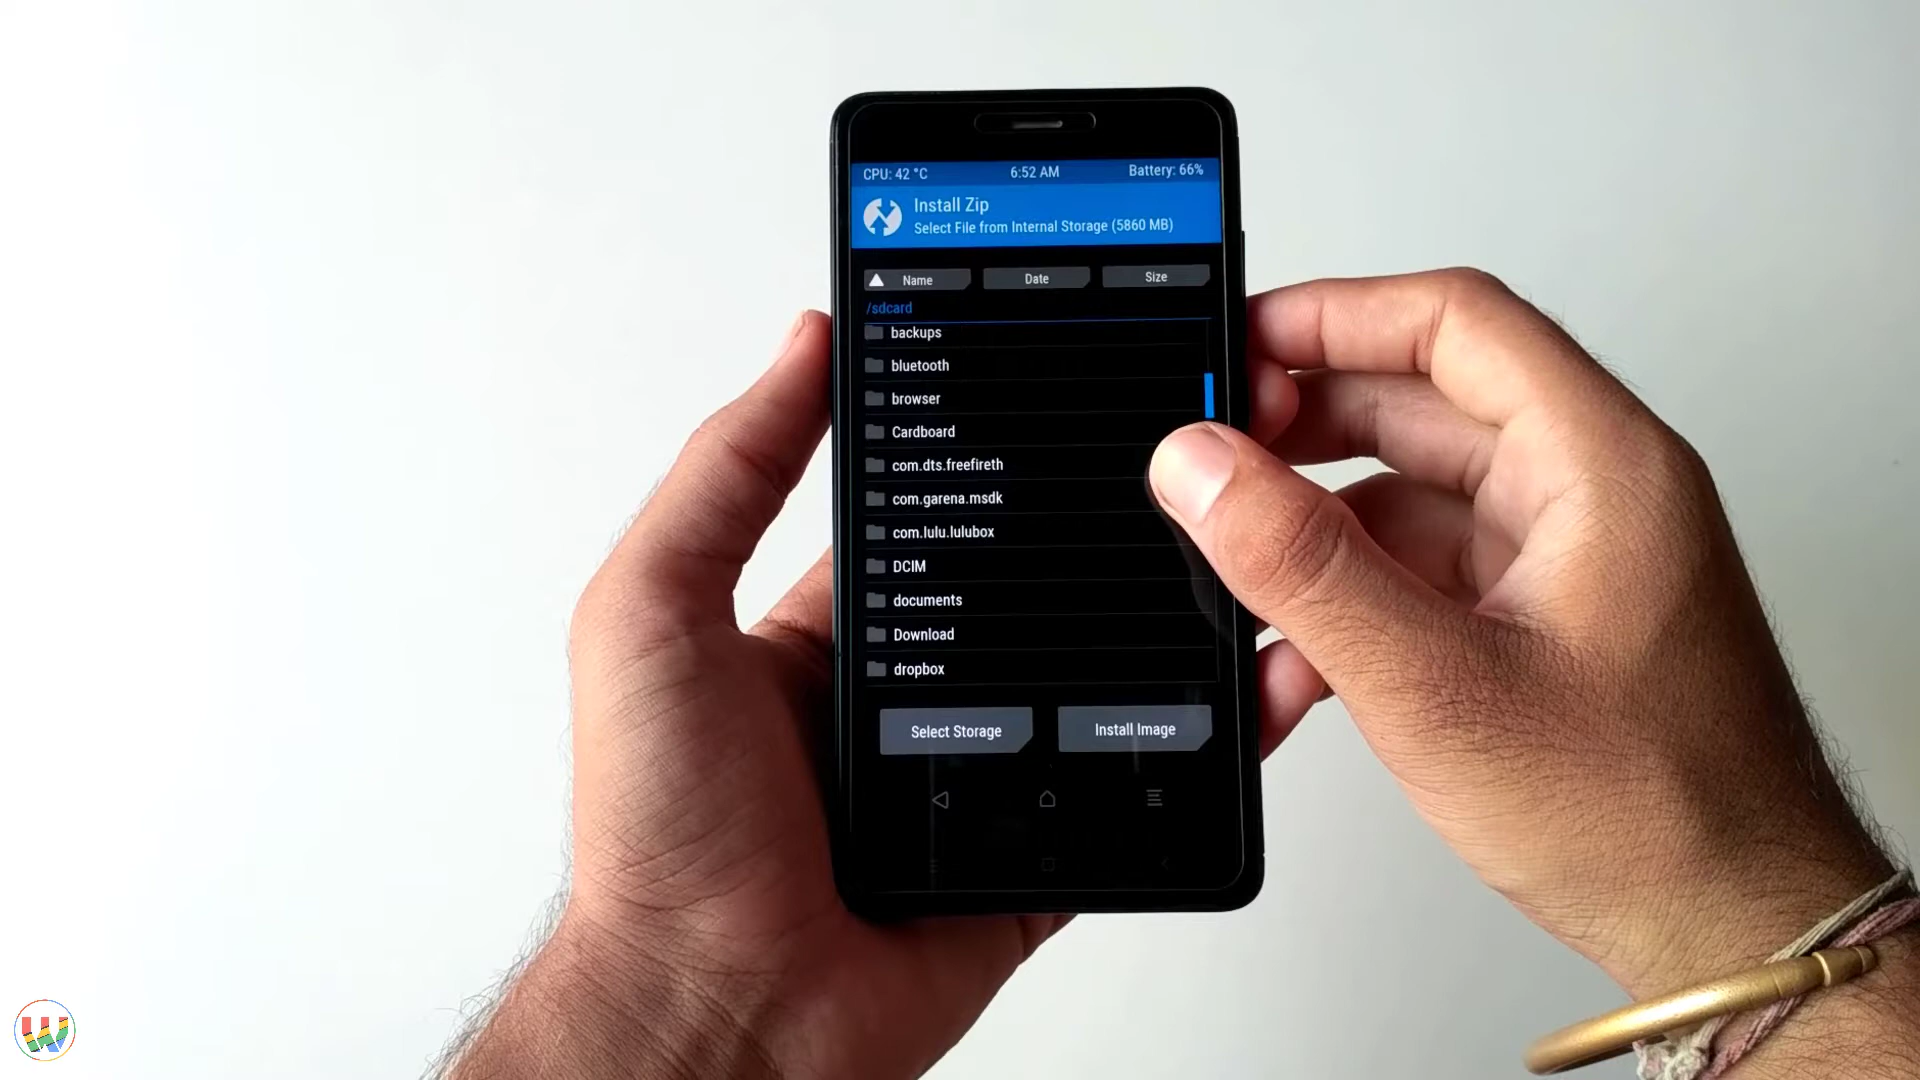 CPU: 42 °C 6:52 AM Battery: 66%
Install Zip
Select File from Internal Storage (5860 MB)
Name Date Size
/sdcard
backups
bluetooth
browser
Cardboard
com.dts.freefireth
com.garena.msdk
com.lulu.lulubox
DCIM
documents
Download
dropbox
Select Storage Install Image
W